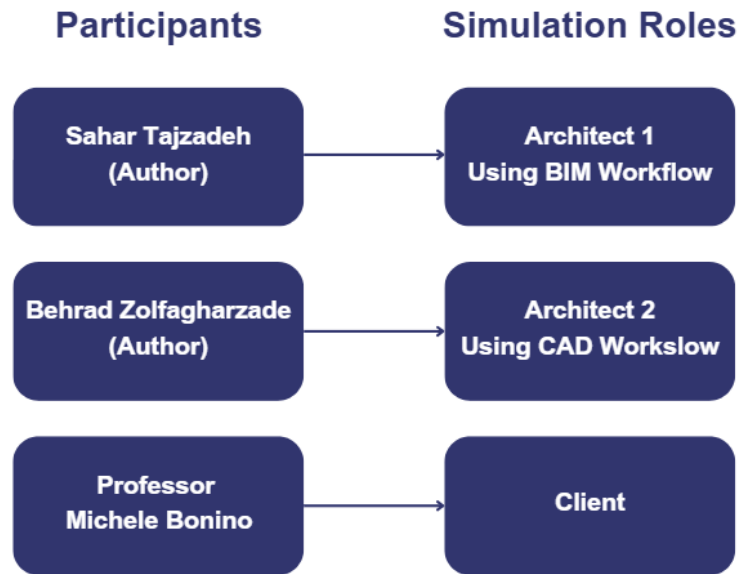 Participants
Simulation Roles
Sahar Tajzadeh
(Author)
Architect 1
Using BIM Workflow
Behrad Zolfagharzade
(Author)
Architect 2
Using CAD Workslow
Professor
Michele Bonino
Client